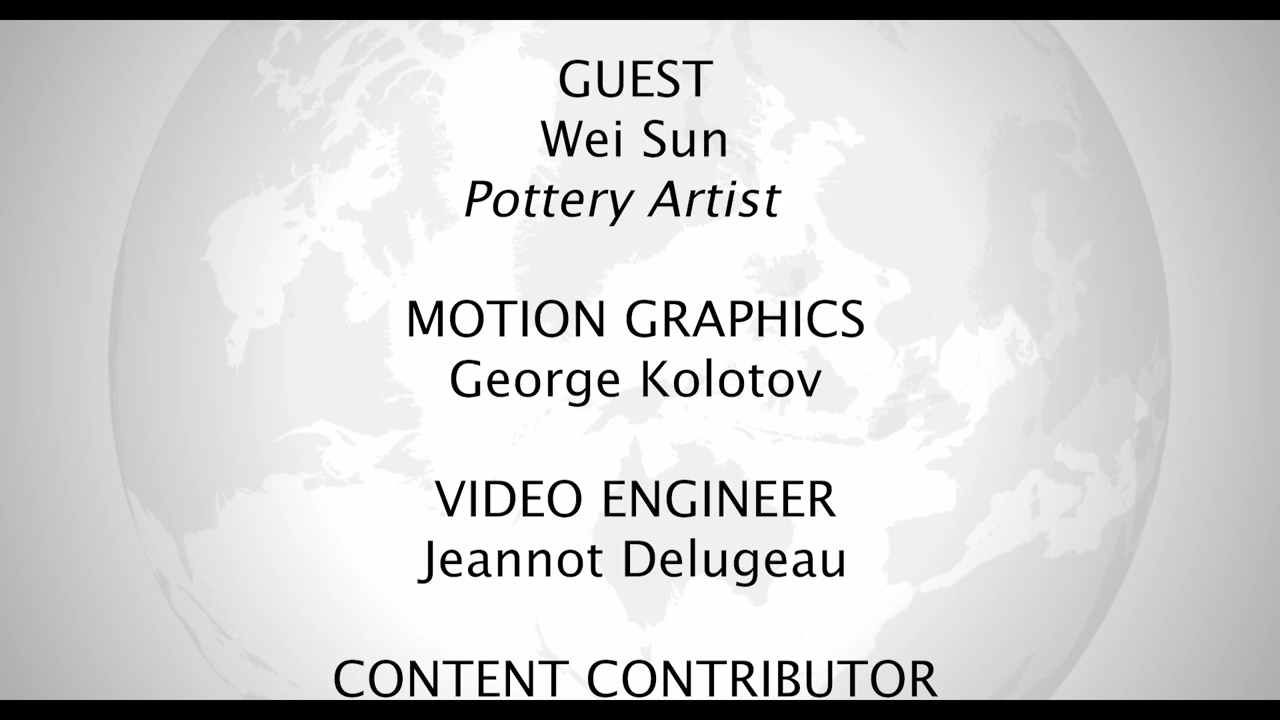 GUEST
Wei Sun
Pottery Artist
MOTION GRAPHICS
George Kolotov
VIDEO ENGINEER
Jeannot Delugeau
CONTENT CONTRIBUTOR